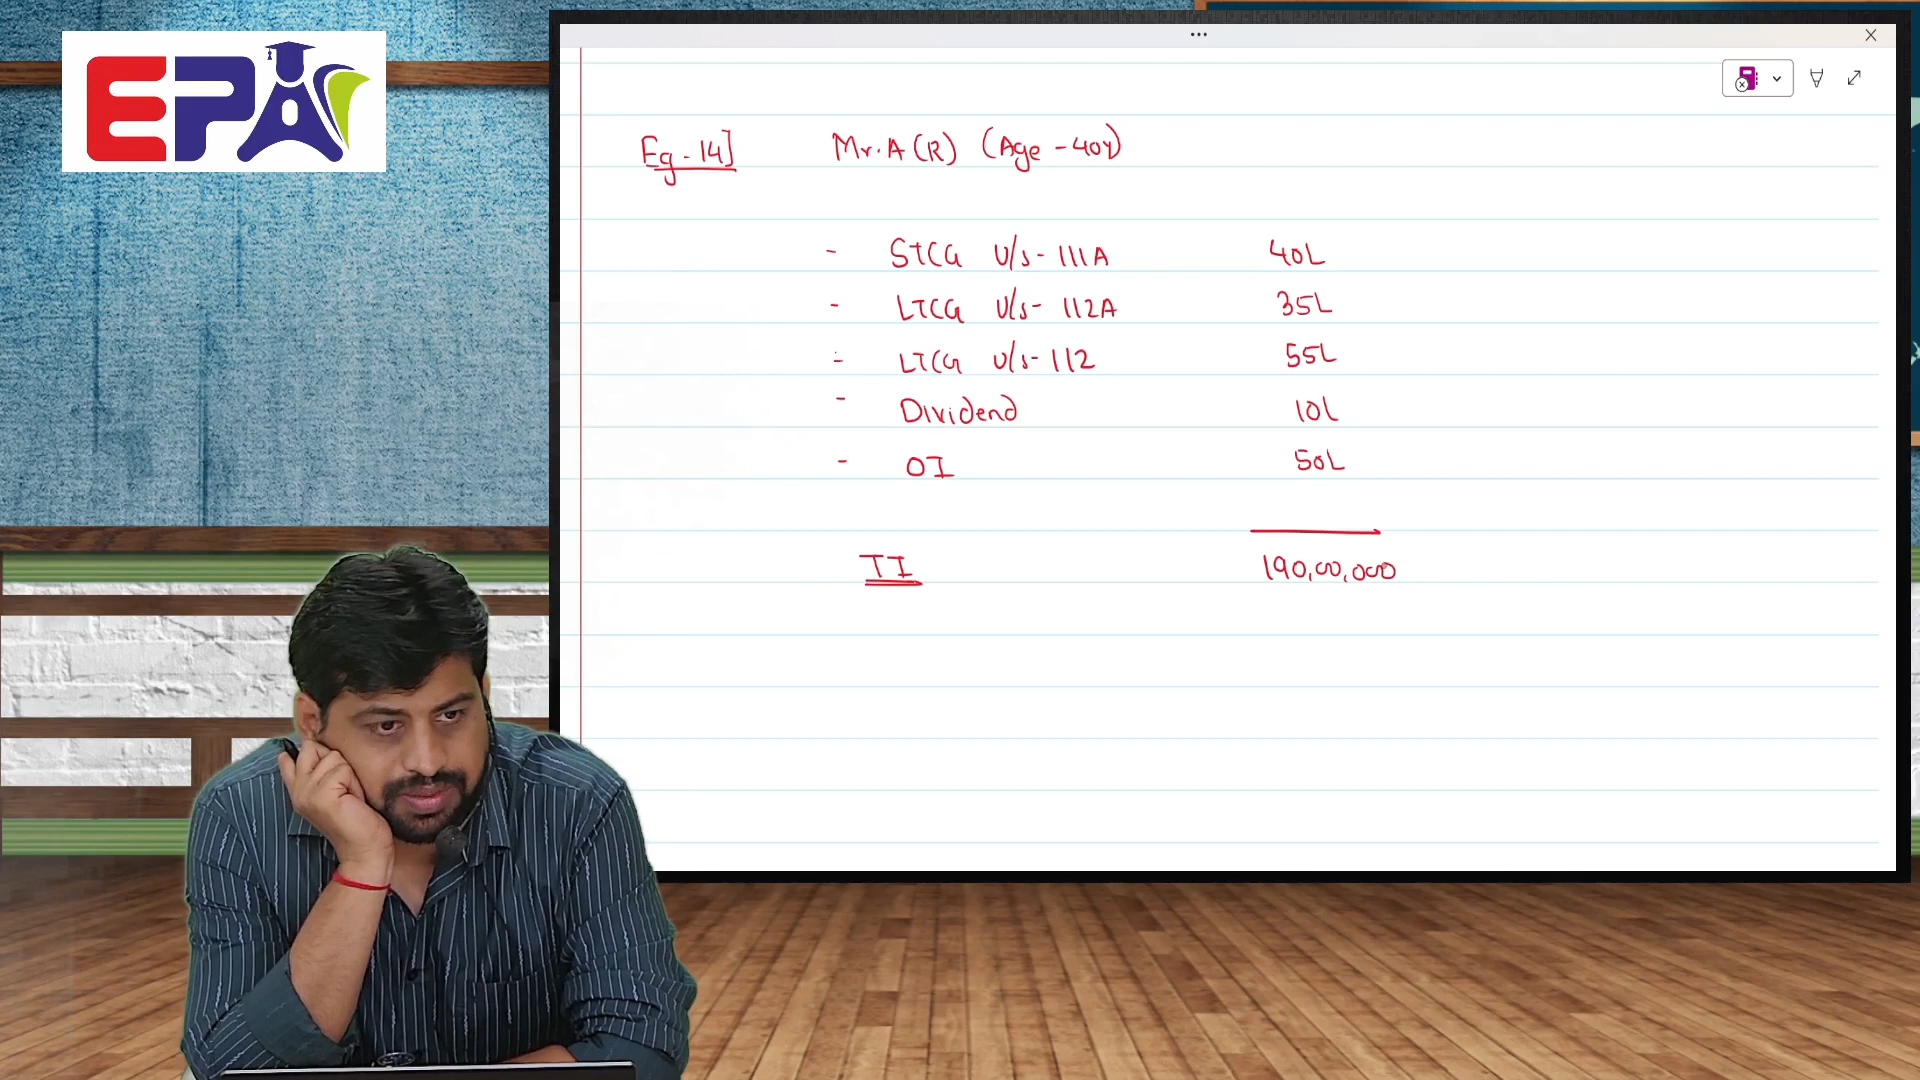 EPA
Eg-14] Mr.A(R) (Age -40y)
- STCG U/s-111A 40L
- LTCG U/s- 112A 35L
- LTCG U/s-112 55L
- Dividend 10L
- OI 50L
TI 190,00,000